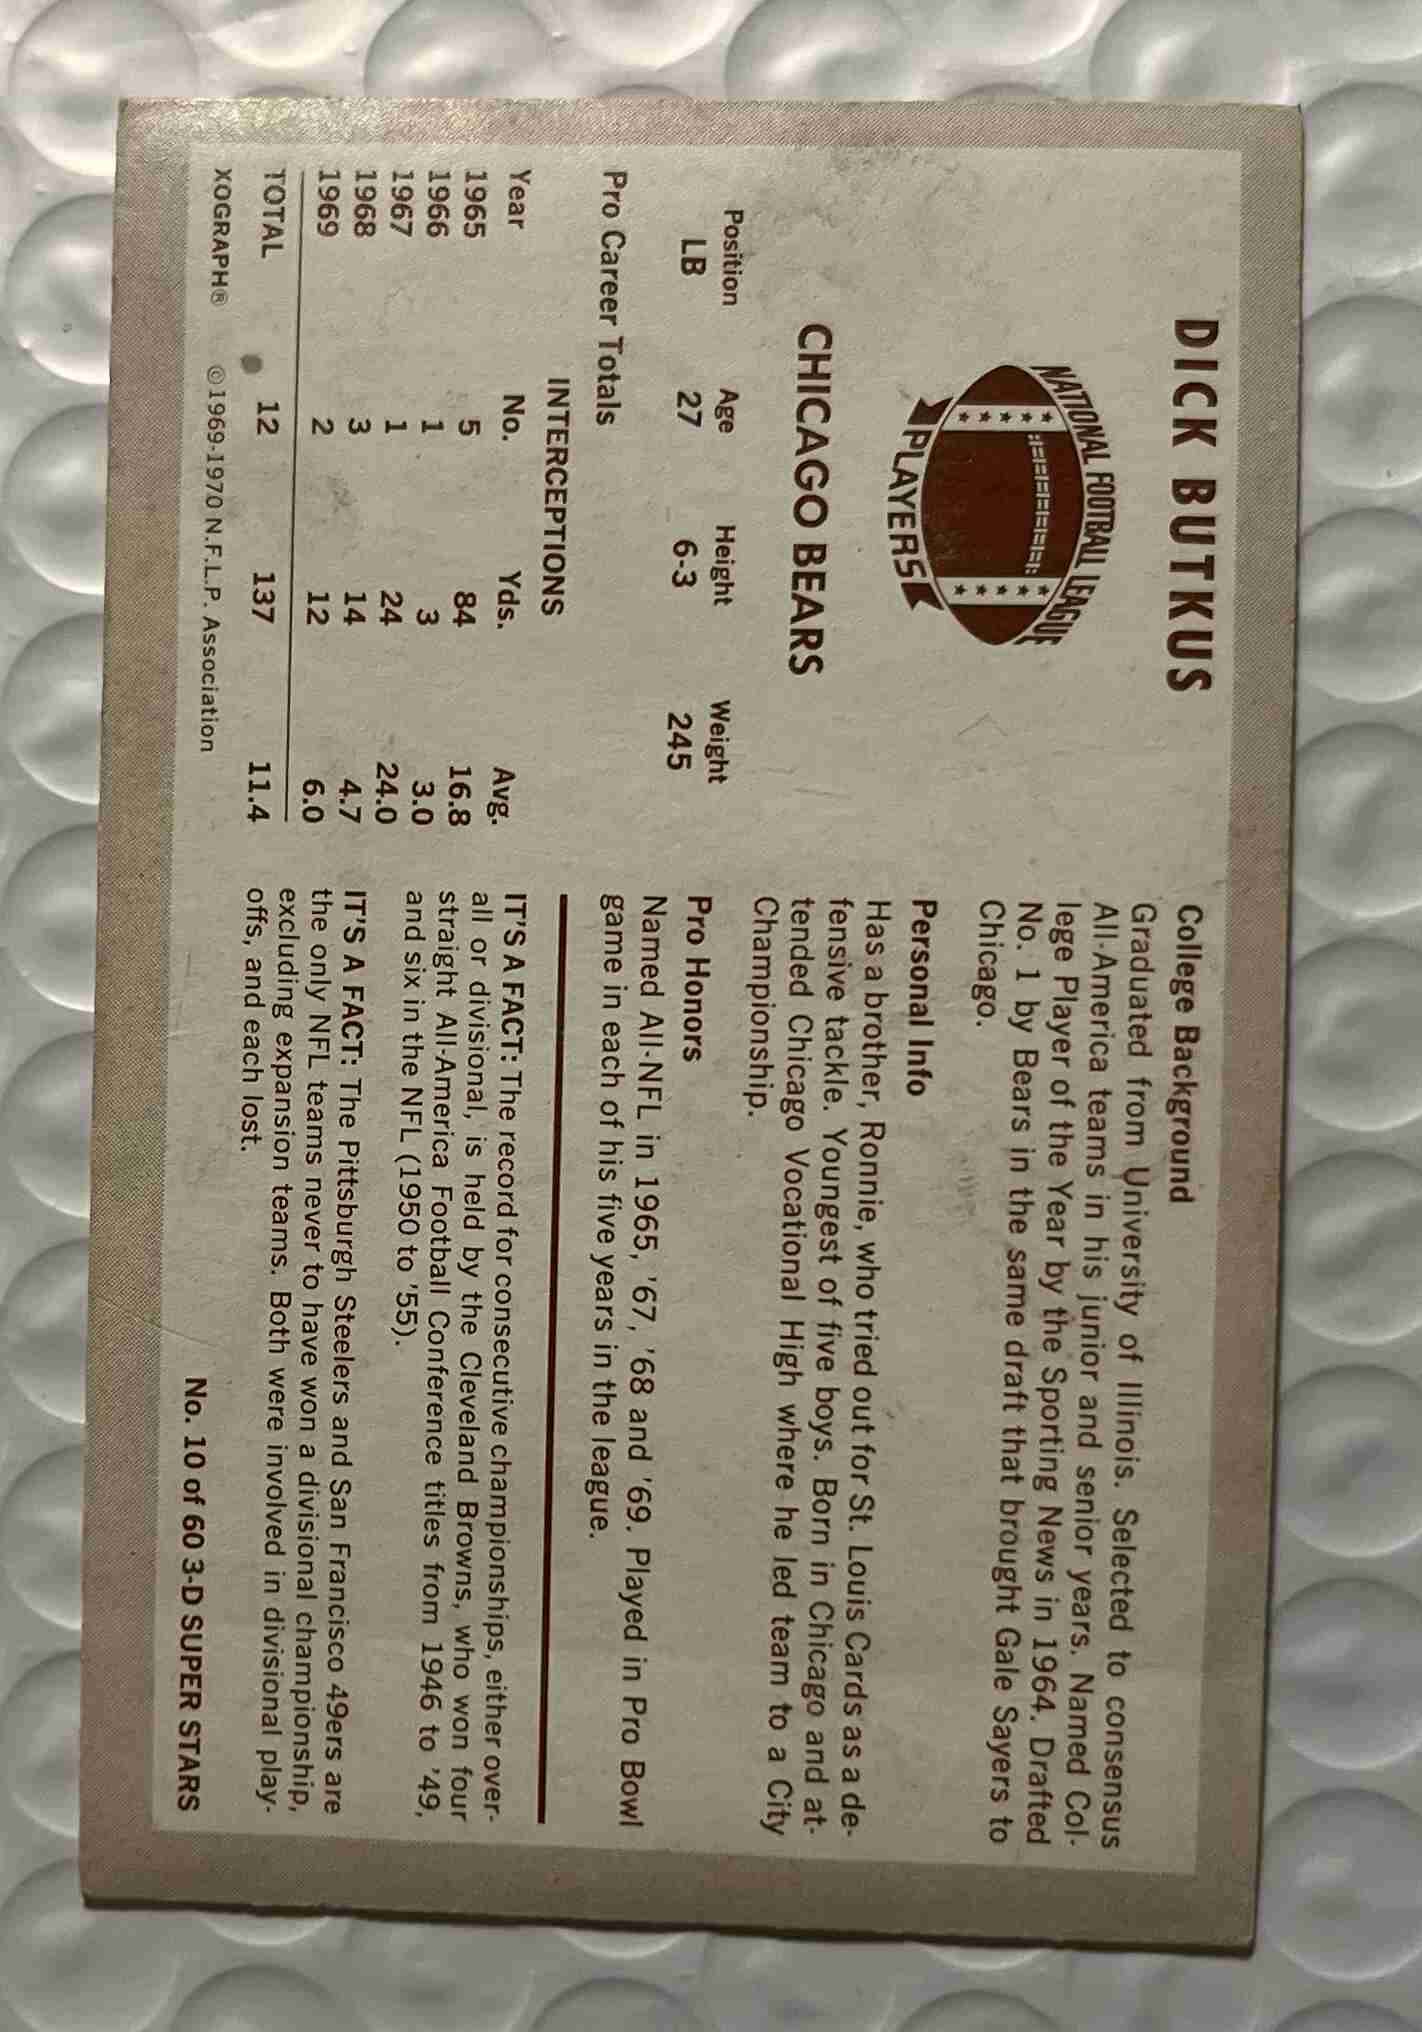 DICK BUTKUS
NATIONAL FOOTBALL LEAGUE
PLAYERS
CHICAGO BEARS
Position Age Height Weight
LB 27 6-3 245
Pro Career Totals
INTERCEPTIONS
Year No. Yds. Avg.
1965 5 84 16.8
1966 1 3 3.0
1967 1 24 24.0
1968 3 14 4.7
1969 2 12 6.0
TOTAL 12 137 11.4
XOGRAPH® ©1969-1970 N.F.L.P. Association
College Background
Graduated from University of Illinois. Selected to consensus
All-America teams in his junior and senior years. Named Col-
lege Player of the Year by the Sporting News in 1964. Drafted
No. 1 by Bears in the same draft that brought Gale Sayers to
Chicago.
Personal Info
Has a brother, Ronnie, who tried out for St. Louis Cards as a de-
fensive tackle. Youngest of five boys. Born in Chicago and at-
tended Chicago Vocational High where he led team to a City
Championship.
Pro Honors
Named All-NFL in 1965, '67, '68 and '69. Played in Pro Bowl
game in each of his five years in the league.
IT'S A FACT: The record for consecutive championships, either over-
all or divisional, is held by the Cleveland Browns, who won four
straight All-America Football Conference titles from 1946 to '49,
and six in the NFL (1950 to '55).
IT'S A FACT: The Pittsburgh Steelers and San Francisco 49ers are
the only NFL teams never to have won a divisional championship,
excluding expansion teams. Both were involved in divisional play-
offs, and each lost.
No. 10 of 60 3-D SUPER STARS